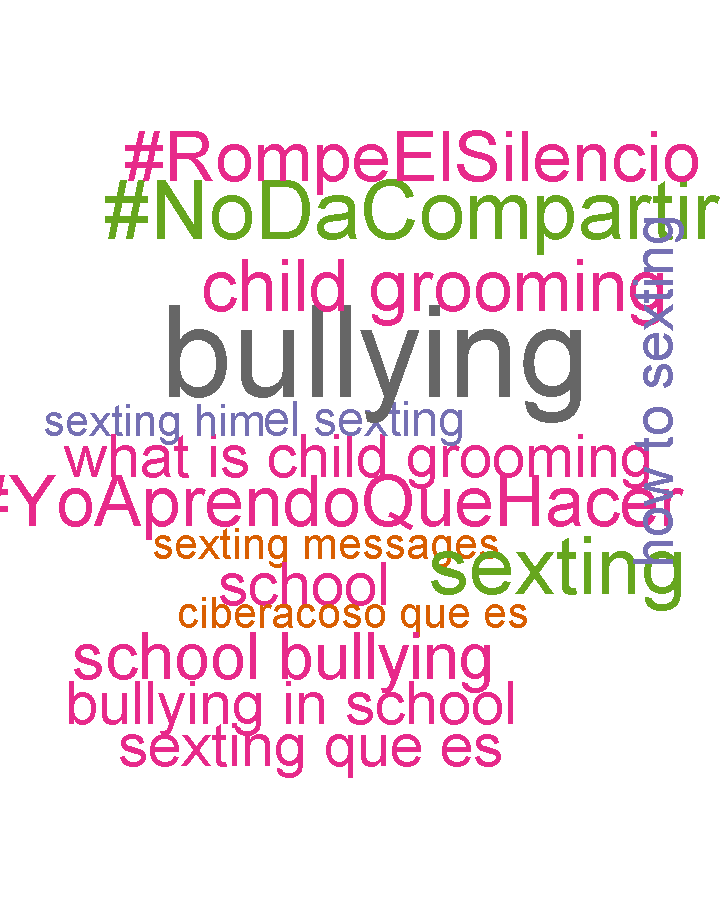 #RompeElSilencio
#NoDaCompartir
child grooming
how to sexting
bullying
sexting himel sexting
what is child grooming
#YoAprendoQueHacer
sexting messages
sexting
school
ciberacoso que es
school bullying
bullying in school
sexting que es